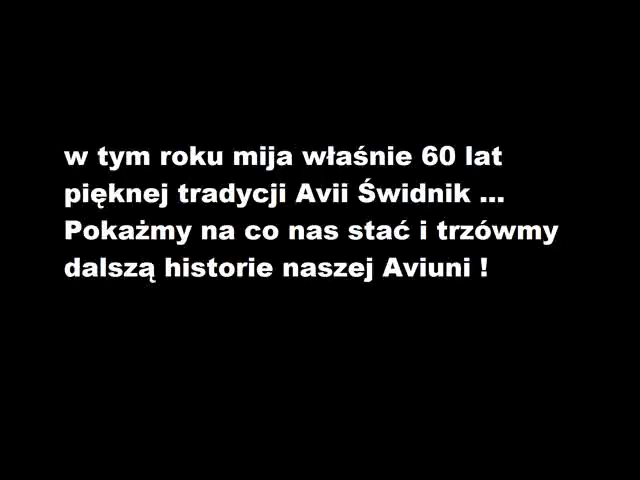 w tym roku mija właśnie 60 lat
pięknej tradycji Avii Świdnik ...
Pokażmy na co nas stać i trzówmy
dalszą historie naszej Aviuni !